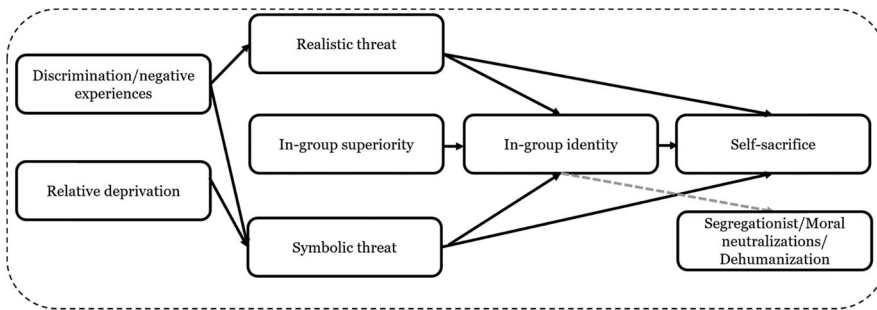 Realistic threat
Discrimination/negative
experiences
In-group superiority
In-group identity
Self-sacrifice
Relative deprivation
Symbolic threat
Segregationist/Moral
neutralizations/
Dehumanization